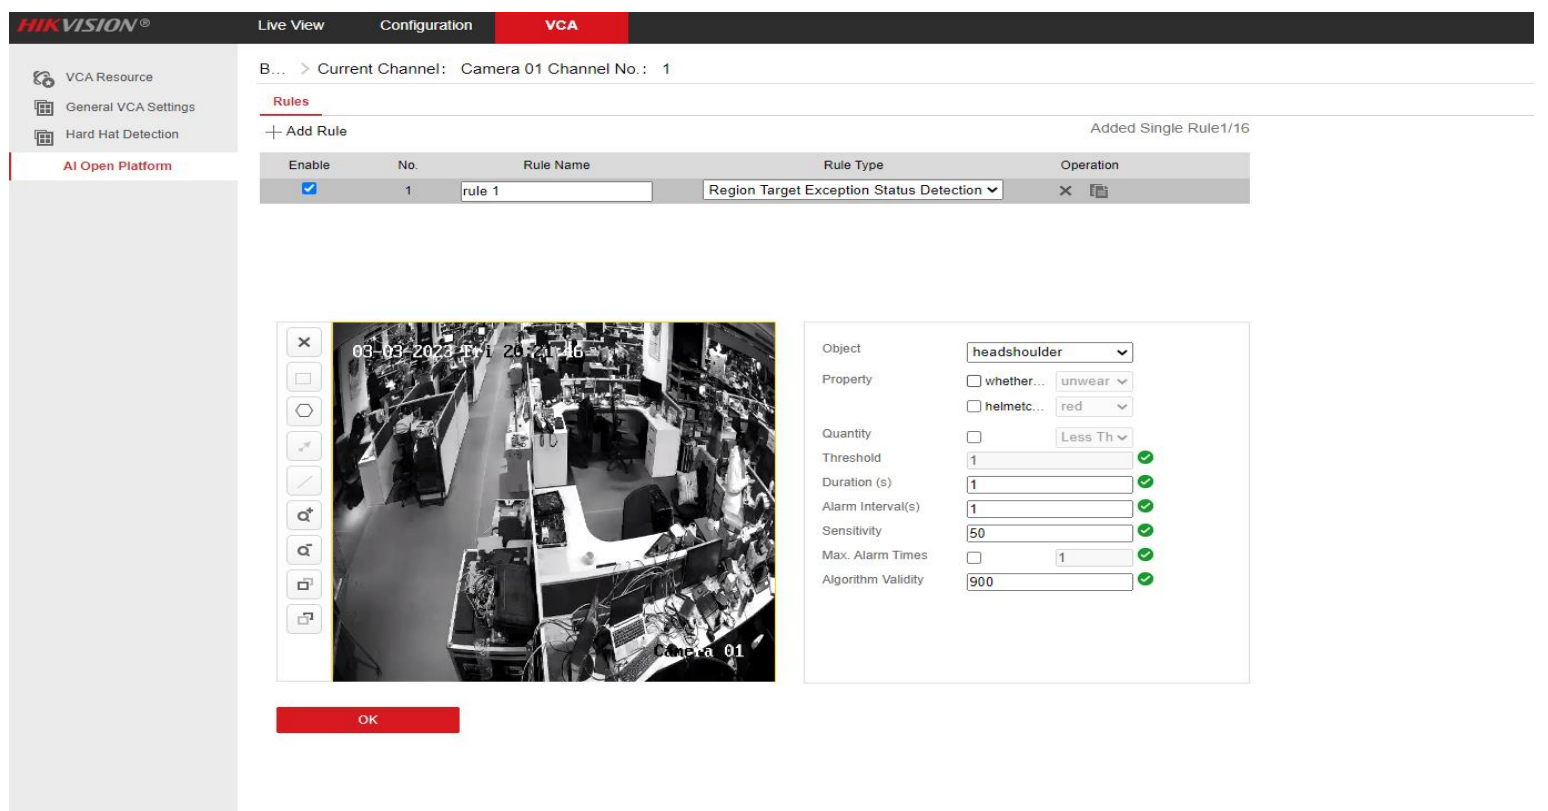 HIKVISION® Live View Configuration VCA
VCA Resource
General VCA Settings
Hard Hat Detection
AI Open Platform
B... > Current Channel: Camera 01 Channel No.: 1
Rules
Add Rule Added Single Rule1/16
Enable No. Rule Name Rule Type Operation
1 rule 1 Region Target Exception Status Detection
03-03-2023 Fri 20:21:46
Camera 01
Object headshoulder
Property whether... unwear
helmetc... red
Quantity Less Th
Threshold 1
Duration (s) 1
Alarm Interval(s) 1
Sensitivity 50
Max. Alarm Times 1
Algorithm Validity 900
OK